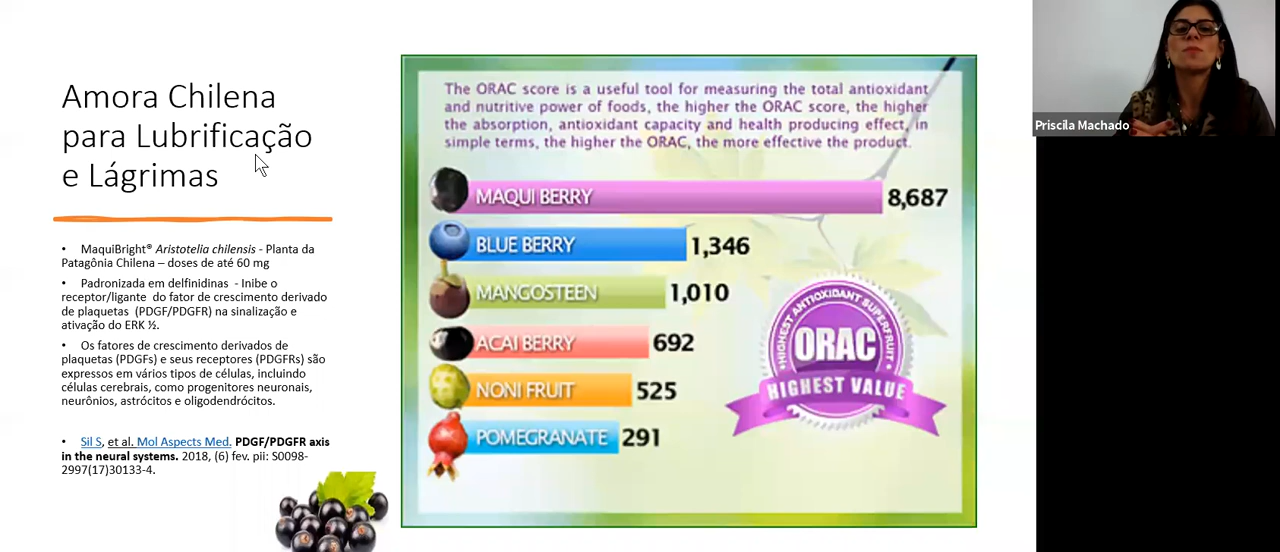 Amora Chilena
para Lubrificação
e Lágrimas
• MaquiBright® Aristotelia chilensis - Planta da
Patagônia Chilena – doses de até 60 mg
• Padronizada em delfinidinas - Inibe o
receptor/ligante do fator de crescimento derivado
de plaquetas (PDGF/PDGFR) na sinalização e
ativação do ERK ½.
• Os fatores de crescimento derivados de
plaquetas (PDGFs) e seus receptores (PDGFRs) são
expressos em vários tipos de células, incluindo
células cerebrais, como progenitores neuronais,
neurônios, astrócitos e oligodendrócitos.
• Sil S, et al. Mol Aspects Med. PDGF/PDGFR axis
in the neural systems. 2018, (6) fev. pii: S0098-
2997(17)30133-4.
The ORAC score is a useful tool for measuring the total antioxidant
and nutritive power of foods, the higher the ORAC score, the higher
the absorption, antioxidant capacity and health producing effect, in
simple terms, the higher the ORAC, the more effective the product.
MAQUI BERRY 8,687
BLUE BERRY 1,346
MANGOSTEEN 1,010
ACAI BERRY 692
NONI FRUIT 525
POMEGRANATE 291
HIGHEST ANTIOXIDANT SUPERFRUIT
ORAC
HIGHEST VALUE
Priscila Machado